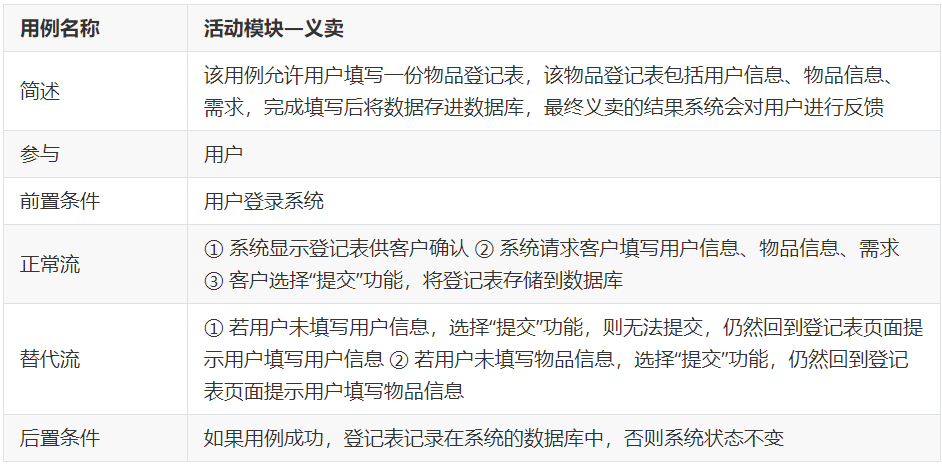 用例名称 活动模块—义卖
简述 该用例允许用户填写一份物品登记表，该物品登记表包括用户信息、物品信息、
需求，完成填写后将数据存进数据库，最终义卖的结果系统会对用户进行反馈
参与 用户
前置条件 用户登录系统
正常流 ① 系统显示登记表供客户确认 ② 系统请求客户填写用户信息、物品信息、需求
③ 客户选择“提交”功能，将登记表存储到数据库
替代流 ① 若用户未填写用户信息，选择“提交”功能，则无法提交，仍然回到登记表页面提
示用户填写用户信息 ② 若用户未填写物品信息，选择“提交”功能，仍然回到登记
表页面提示用户填写物品信息
后置条件 如果用例成功，登记表记录在系统的数据库中，否则系统状态不变